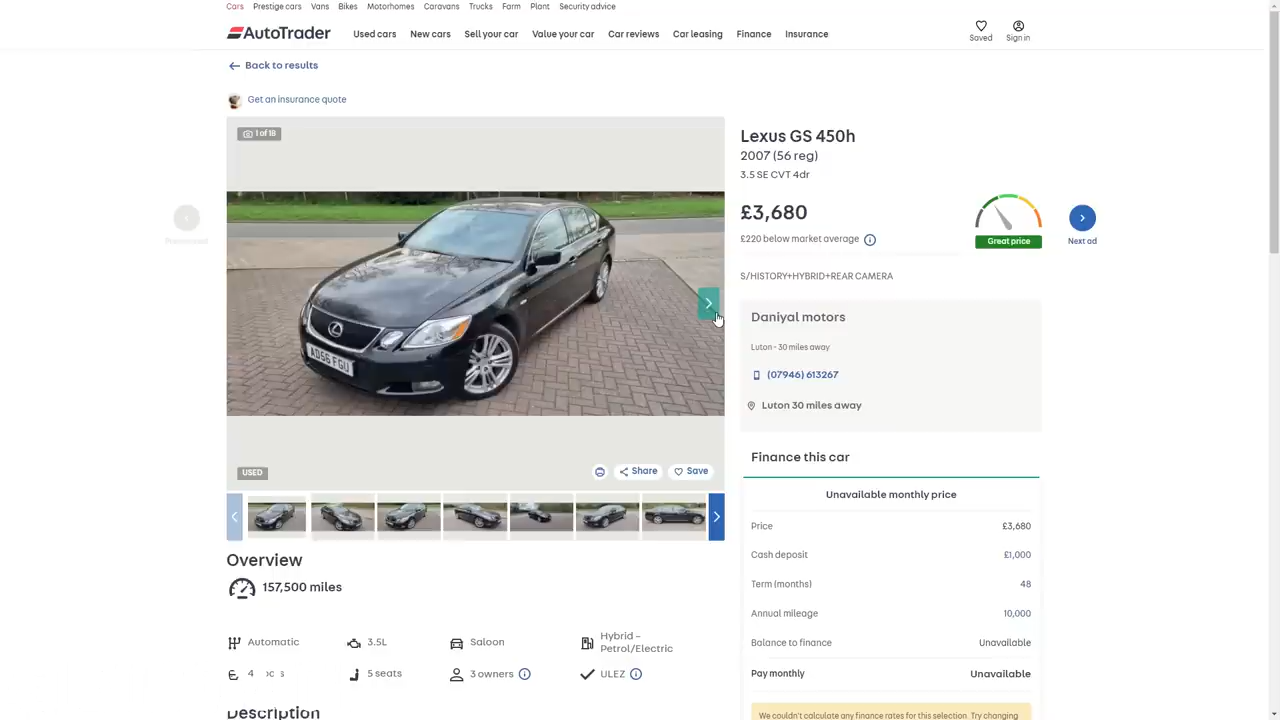 Cars Prestige cars Vans Bikes Motorhomes Caravans Trucks Farm Plant Security advice
AutoTrader
Used cars New cars Sell your car Value your car Car reviews Car leasing Finance Insurance
Saved Sign in
Back to results
Get an insurance quote
1 of 18
AD56 FGU
USED
Share Save
Lexus GS 450h
2007 (56 reg)
3.5 SE CVT 4dr
£3,680
£220 below market average
Great price
Next ad
S/HISTORY+HYBRID+REAR CAMERA
Daniyal motors
Luton - 30 miles away
(07946) 613267
Luton 30 miles away
Finance this car
Unavailable monthly price
Price £3,680
Cash deposit £1,000
Term (months) 48
Annual mileage 10,000
Balance to finance Unavailable
Pay monthly Unavailable
We couldn't calculate any finance rates for this selection. Try changing
Overview
157,500 miles
Automatic 3.5L Saloon Hybrid –
Petrol/Electric
4 5 seats 3 owners ULEZ
Description